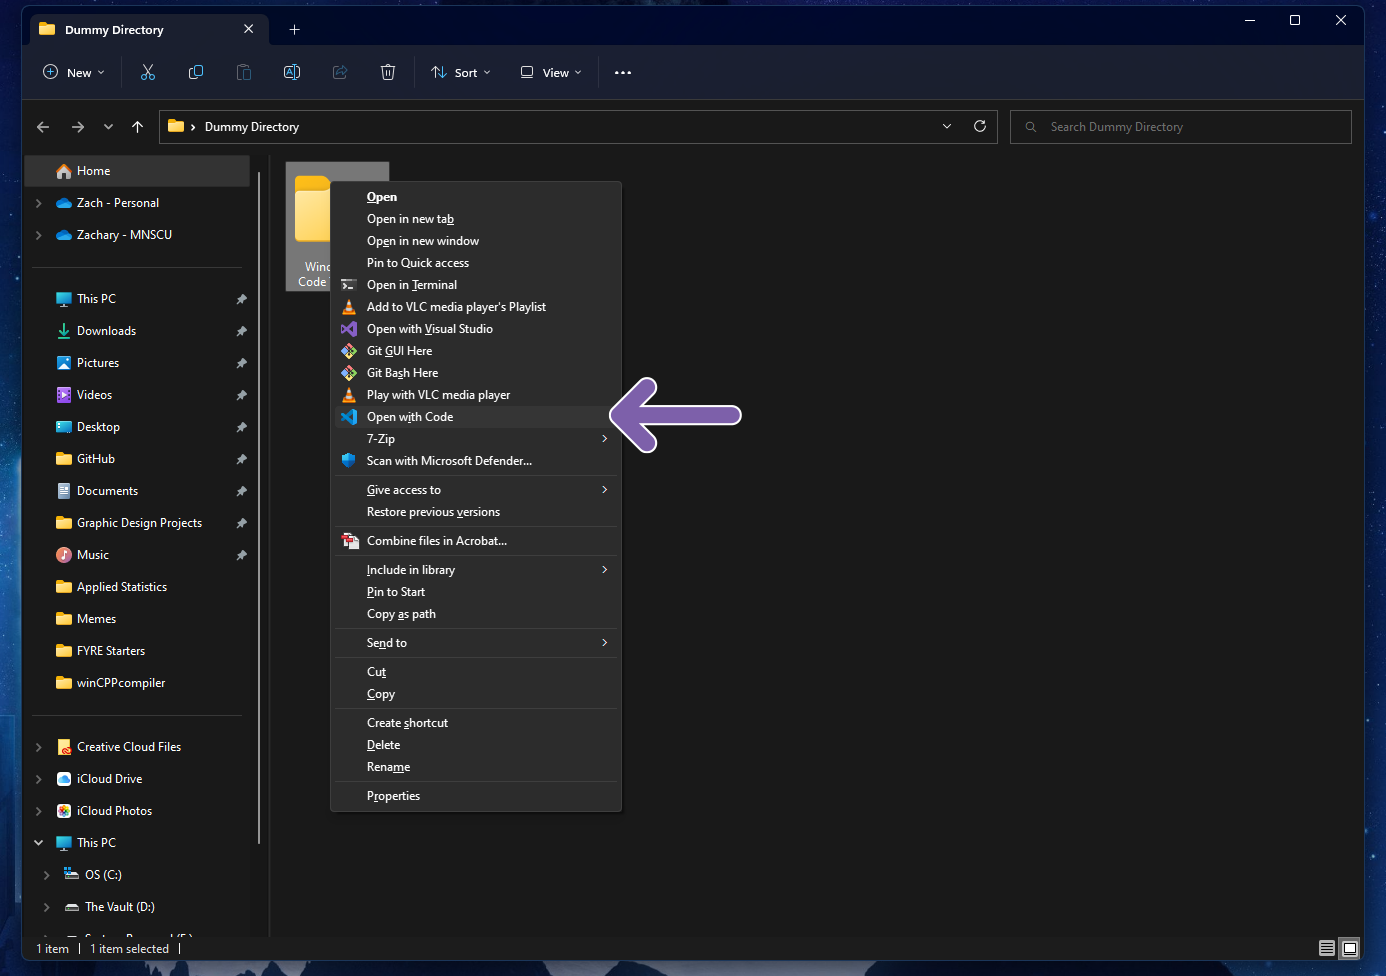 Dummy Directory
New
Sort
View
Dummy Directory
Search Dummy Directory
Home
Zach - Personal
Zachary - MNSCU
This PC
Downloads
Pictures
Videos
Desktop
GitHub
Documents
Graphic Design Projects
Music
Applied Statistics
Memes
FYRE Starters
winCPPcompiler
Creative Cloud Files
iCloud Drive
iCloud Photos
This PC
OS (C:)
The Vault (D:)
Code
Open
Open in new tab
Open in new window
Pin to Quick access
Open in Terminal
Add to VLC media player's Playlist
Open with Visual Studio
Git GUI Here
Git Bash Here
Play with VLC media player
Open with Code
7-Zip
Scan with Microsoft Defender...
Give access to
Restore previous versions
Combine files in Acrobat...
Include in library
Pin to Start
Copy as path
Send to
Cut
Copy
Create shortcut
Delete
Rename
Properties
1 item
1 item selected